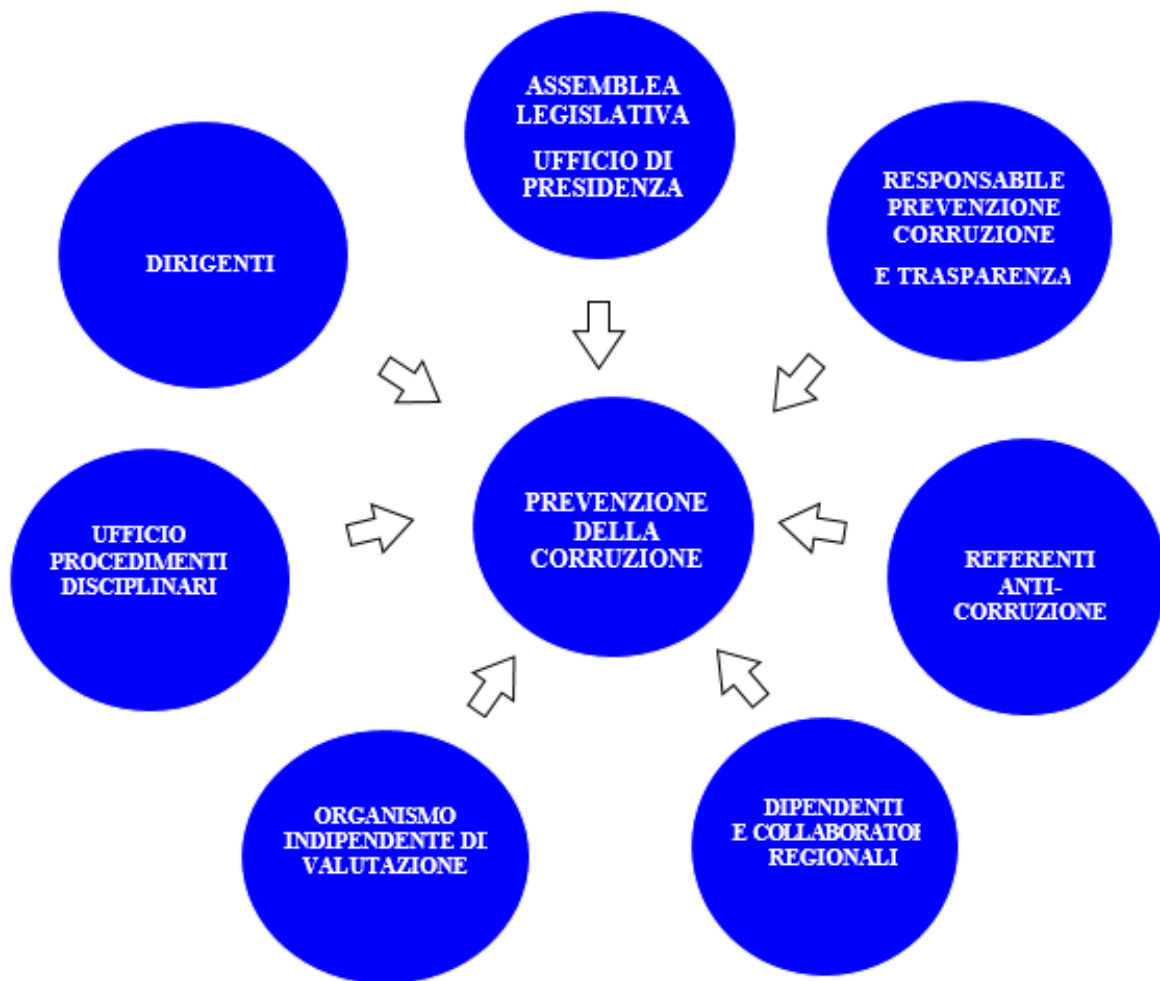 ASSEMBLEA
LEGISLATIVA
UFFICIO DI
PRESIDENZA
RESPONSABILE
PREVENZIONE
CORRUZIONE
E TRASPARENZA
DIRIGENTI
PREVENZIONE
DELLA
CORRUZIONE
UFFICIO
PROCEDIMENTI
DISCIPLINARI
REFERENTI
ANTI-
CORRUZIONE
ORGANISMO
INDIPENDENTE DI
VALUTAZIONE
DIPENDENTI
E COLLABORATOR
REGIONALI